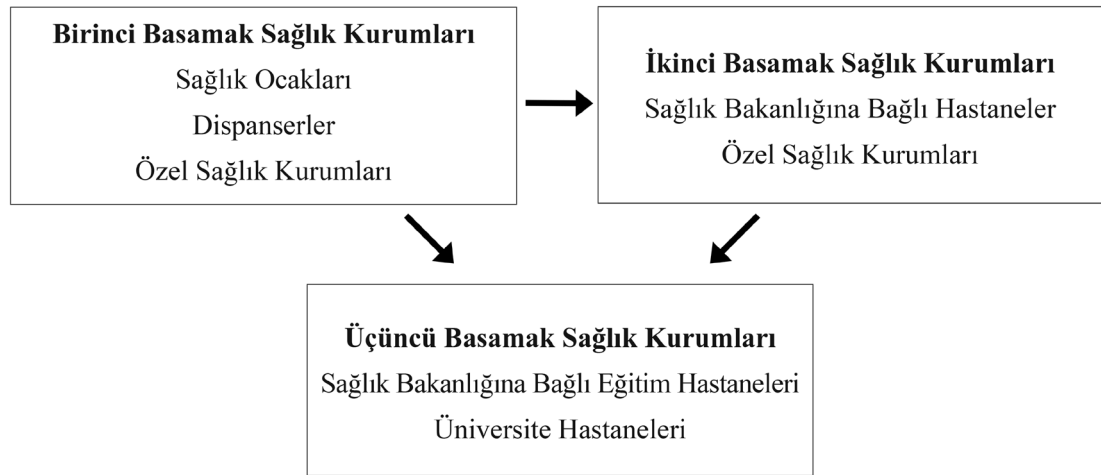 Birinci Basamak Sağlık Kurumları
Sağlık Ocakları
Dispanserler
Özel Sağlık Kurumları
İkinci Basamak Sağlık Kurumları
Sağlık Bakanlığına Bağlı Hastaneler
Özel Sağlık Kurumları
Üçüncü Basamak Sağlık Kurumları
Sağlık Bakanlığına Bağlı Eğitim Hastaneleri
Üniversite Hastaneleri